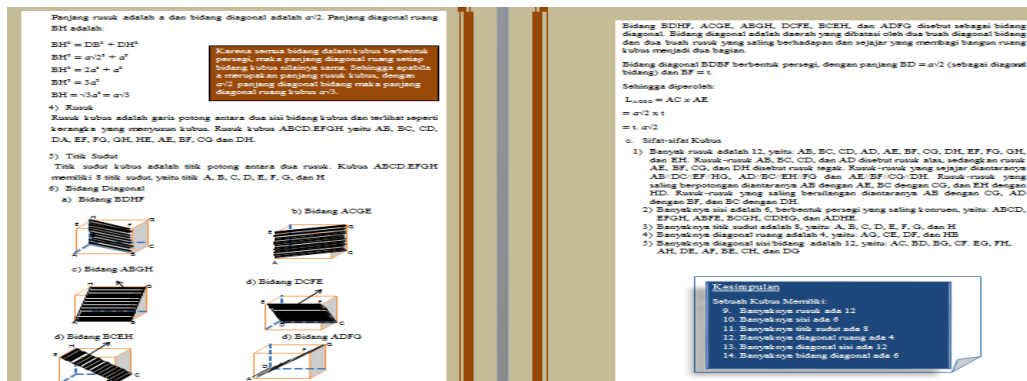 Panjang rusuk adalah a dan bidang diagonal adalah a√2. Panjang diagonal ruang
BH adalah:
BH² = DB² + DH²
BH² = a√2² + a²
BH² = 2a² + a²
BH² = 3a²
BH = √3a² = a√3
Karena semua bidang dalam kubus berbentuk
persegi, maka panjang diagonal ruang setiap
bidang kubus nilainya sama. Sehingga apabila
a merupakan panjang rusuk kubus, dengan
a√2 panjang diagonal bidang maka panjang
diagonal ruang kubus a√3.
4) Rusuk
Rusuk kubus adalah garis potong antara dua sisi bidang kubus dan terlihat seperti
kerangka yang menyusun kubus. Rusuk kubus ABCD.EFGH yaitu AB, BC, CD,
DA, EF, FG, GH, HE, AE, BF, CG dan DH.
5) Titik Sudut
Titik sudut kubus adalah titik potong antara dua rusuk. Kubus ABCD.EFGH
memiliki 8 titik sudut, yaitu titik A, B, C, D, E, F, G, dan H
6) Bidang Diagonal
a) Bidang BDHF
b) Bidang ACGE
c) Bidang ABGH
d) Bidang DCFE
d) Bidang BCEH
d) Bidang ADFG
Bidang BDHF, ACGE, ABGH, DCFE, BCEH, dan ADFG disebut sebagai bidang
diagonal. Bidang diagonal adalah daerah yang dibatasi oleh dua buah diagonal bidang
dan dua buah rusuk yang saling berhadapan dan sejajar yang membagi bangun ruang
kubus menjadi dua bagian.
Bidang diagonal BDBF berbentuk persegi, dengan panjang BD = a√2 (sebagai diagonal
bidang) dan BF = t.
Sehingga diperoleh:
= AC x AE
= a√2 x t
= t. a√2
c. Sifat-sifat Kubus
1) Banyak rusuk adalah 12, yaitu: AB, BC, CD, AD, AE, BF, CG, DH, EF, FG, GH,
dan EH. Rusuk-rusuk AB, BC, CD, dan AD disebut rusuk alas, sedangkan rusuk
AE, BF, CG, dan DH disebut rusuk tegak. Rusuk-rusuk yang sejajar diantaranya
AB//DC//EF//HG, AD//BC//EH//FG dan AE//BF//CG//DH. Rusuk-rusuk yang
saling berpotongan diantaranya AB dengan AE, BC dengan CG, dan EH dengan
HD. Rusuk-rusuk yang saling bersilangan diantaranya AB dengan CG, AD
dengan BF, dan BC dengan DH.
2) Banyaknya sisi adalah 6, berbentuk persegi yang saling konruen, yaitu: ABCD,
EFGH, ABFE, BCGH, CDHG, dan ADHE.
3) Banyaknya titik sudut adalah 8, yaitu: A, B, C, D, E, F, G, dan H
4) Banyaknya diagonal ruang adalah 4, yaitu: AG, CE, DF, dan HB
5) Banyaknya diagonal sisi/bidang adalah 12, yaitu: AC, BD, BG, CF. EG, FH,
AH, DE, AF, BE, CH, dan DG
Kesimpulan
Sebuah Kubus Memiliki:
9. Banyaknya rusuk ada 12
10. Banyaknya sisi ada 6
11. Banyaknya titik sudut ada 8
12. Banyaknya diagonal ruang ada 4
13. Banyaknya diagonal sisi ada 12
14. Banyaknya bidang diagonal ada 6